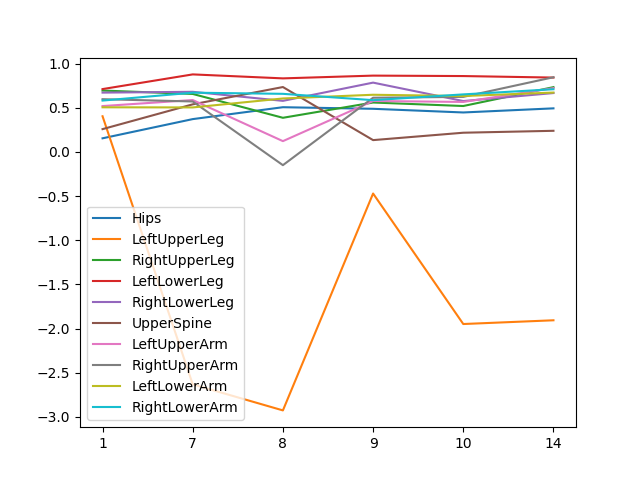 1.0
0.5
0.0
−0.5
−1.0
−1.5
−2.0
−2.5
−3.0
Hips
LeftUpperLeg
RightUpperLeg
LeftLowerLeg
RightLowerLeg
UpperSpine
LeftUpperArm
RightUpperArm
LeftLowerArm
RightLowerArm
1 7 8 9 10 14